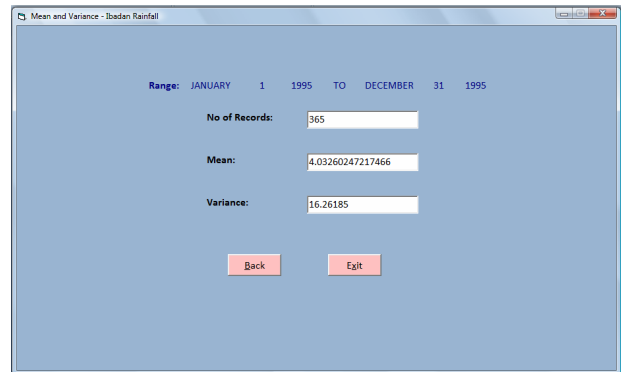 Mean and Variance - Ibadan Rainfall
Range: JANUARY 1 1995 TO DECEMBER 31 1995
No of Records: 365
Mean: 4.03260247217466
Variance: 16.26185
Back Exit